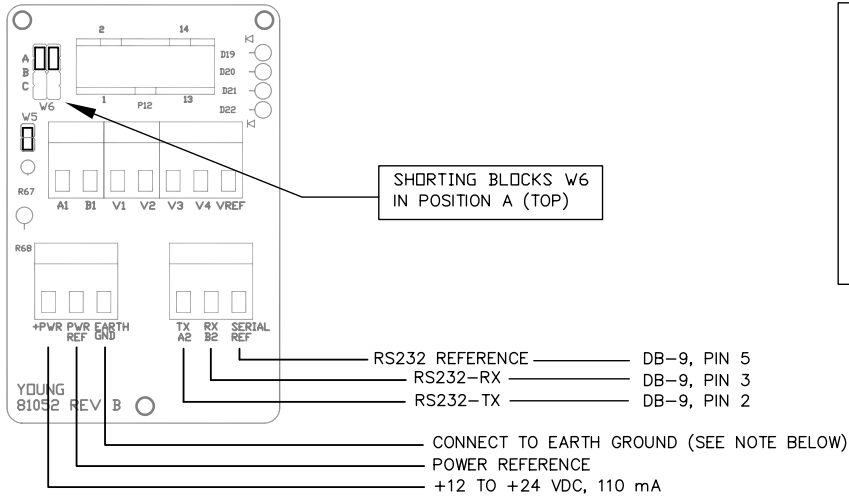 2 14
A
B
C
W6
1 P12 13
D19
D20
D21
D22
W5
R67
A1 B1 V1 V2 V3 V4 VREF
SHORTING BLOCKS W6
IN POSITION A (TOP)
R68
+PWR PWR REF EARTH GND
TX A2 RX B2 SERIAL REF
RS232 REFERENCE DB-9, PIN 5
RS232-RX DB-9, PIN 3
RS232-TX DB-9, PIN 2
YOUNG
81052 REV B
CONNECT TO EARTH GROUND (SEE NOTE BELOW)
POWER REFERENCE
+12 TO +24 VDC, 110 mA